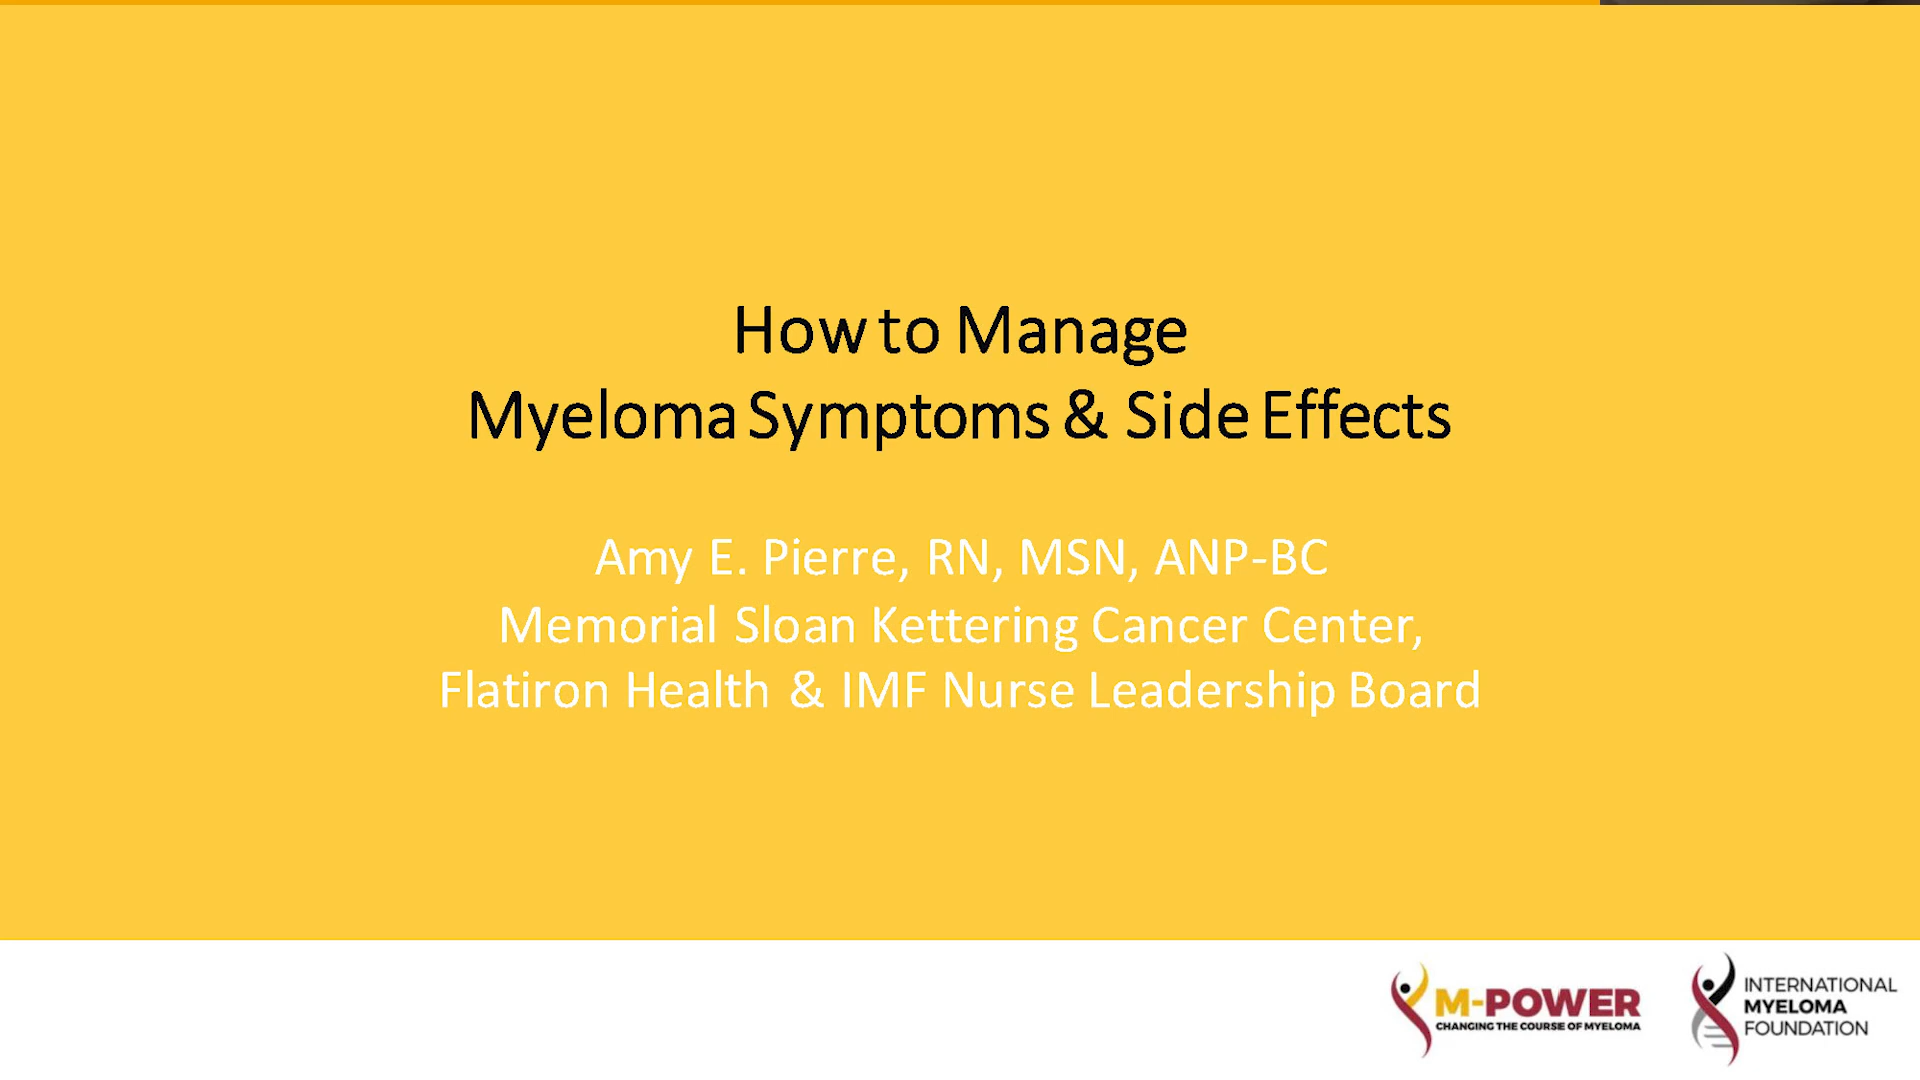 How to Manage
Myeloma Symptoms & Side Effects
Amy E. Pierre, RN, MSN, ANP-BC
Memorial Sloan Kettering Cancer Center,
Flatiron Health & IMF Nurse Leadership Board
M-POWER
CHANGING THE COURSE OF MYELOMA
INTERNATIONAL
MYELOMA
FOUNDATION